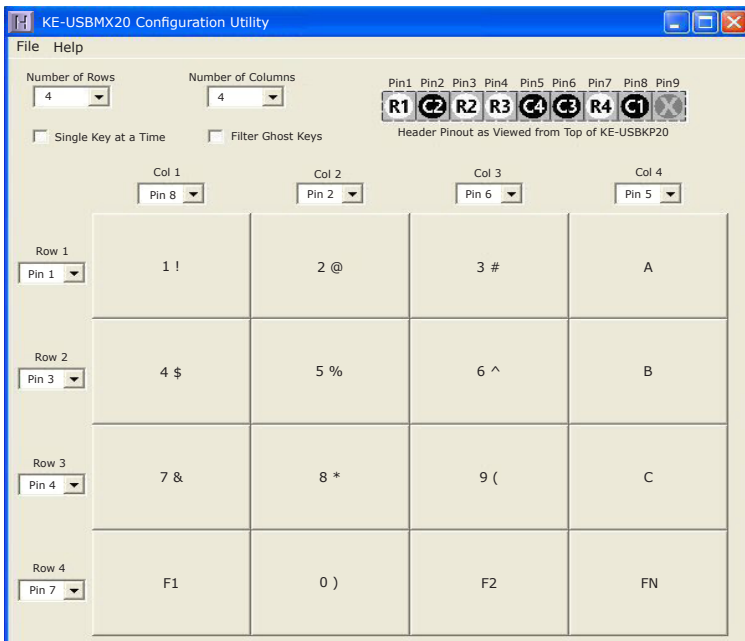 KE-USBMX20 Configuration Utility
File Help
Number of Rows Number of Columns
4 4
Pin1 Pin2 Pin3 Pin4 Pin5 Pin6 Pin7 Pin8 Pin9
R1 C2 R2 R3 C4 C3 R4 C1 X
Single Key at a Time Filter Ghost Keys
Header Pinout as Viewed from Top of KE-USBKP20
Col 1 Col 2 Col 3 Col 4
Pin 8 Pin 2 Pin 6 Pin 5
Row 1
Pin 1
1 ! 2 @ 3 # A
Row 2
Pin 3
4 $ 5 % 6 ^ B
Row 3
Pin 4
7 & 8 * 9 ( C
Row 4
Pin 7
F1 0 ) F2 FN